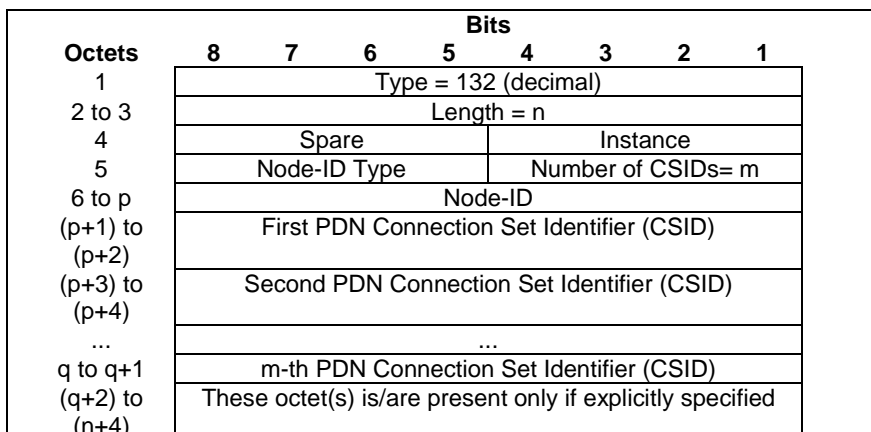 Bits
Octets 8 7 6 5 4 3 2 1
1 Type = 132 (decimal)
2 to 3 Length = n
4 Spare Instance
5 Node-ID Type Number of CSIDs= m
6 to p Node-ID
(p+1) to First PDN Connection Set Identifier (CSID)
(p+2)
(p+3) to Second PDN Connection Set Identifier (CSID)
(p+4)
... ...
q to q+1 m-th PDN Connection Set Identifier (CSID)
(q+2) to These octet(s) is/are present only if explicitly specified
(n+4)